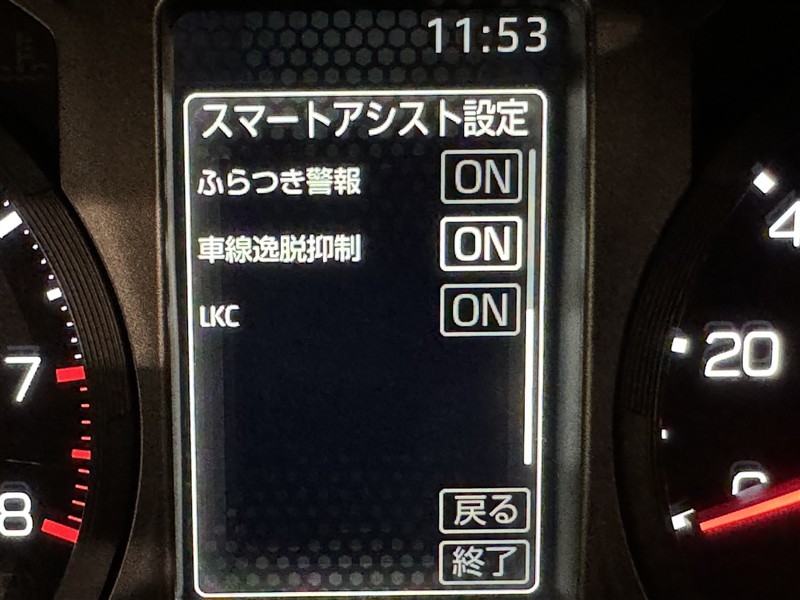 11:53
スマートアシスト設定
ふらつき警報 ON
車線逸脱抑制 ON
LKC ON
戻る
終了
7
8
4
20
0